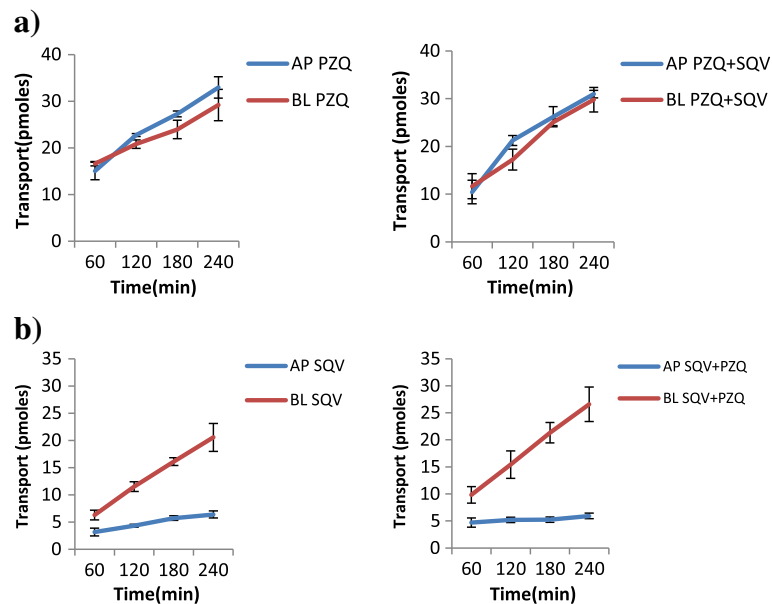 a)
40
30
20
10
0
Transport(pmoles)
60 120 180 240
Time(min)
AP PZQ
BL PZQ
40
30
20
10
0
Transport (pmoles)
60 120 180 240
Time(min)
AP PZQ+SQV
BL PZQ+SQV
b)
35
30
25
20
15
10
5
0
Transport (pmoles)
60 120 180 240
Time(min)
AP SQV
BL SQV
35
30
25
20
15
10
5
0
Transport (pmoles)
60 120 180 240
Time(min)
AP SQV+PZQ
BL SQV+PZQ